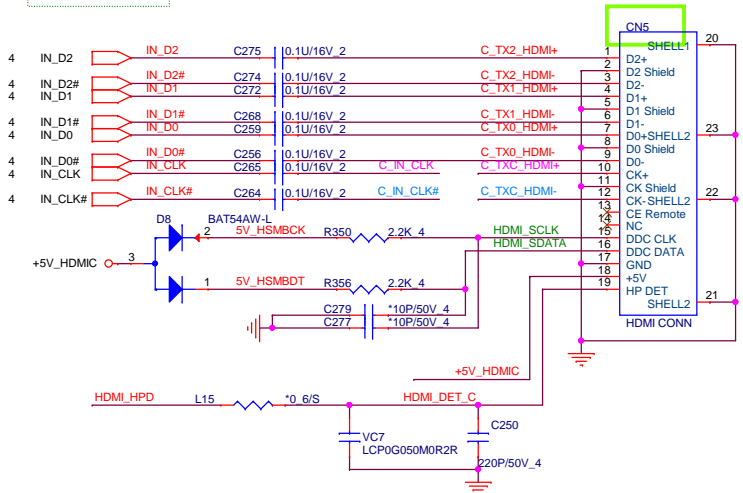 CN5
SHELL1 20
4 IN_D2 IN_D2 C275 0.1U/16V_2 C_TX2_HDMI+ 1 D2+
2 D2 Shield
4 IN_D2# IN_D2# C274 0.1U/16V_2 C_TX2_HDMI- 3 D2-
4 IN_D1 IN_D1 C272 0.1U/16V_2 C_TX1_HDMI+ 4 D1+
5 D1 Shield
4 IN_D1# IN_D1# C268 0.1U/16V_2 C_TX1_HDMI- 6 D1-
4 IN_D0 IN_D0 C259 0.1U/16V_2 C_TX0_HDMI+ 7 D0+ SHELL2 23
8 D0 Shield
4 IN_D0# IN_D0# C256 0.1U/16V_2 C_TX0_HDMI- 9 D0-
4 IN_CLK IN_CLK C265 0.1U/16V_2 C_IN_CLK C_TXC_HDMI+ 10 CK+
11 CK Shield
4 IN_CLK# IN_CLK# C264 0.1U/16V_2 C_IN_CLK# C_TXC_HDMI- 12 CK- SHELL2 22
13 CE Remote
14 NC
D8 BAT54AW-L
2 5V_HSMBCK R350 2.2K_4 HDMI_SCLK 15 DDC CLK
HDMI_SDATA 16 DDC DATA
+5V_HDMIC 3
17 GND
18 +5V
1 5V_HSMBDT R356 2.2K_4 19 HP DET
SHELL2 21
C279 *10P/50V_4
C277 *10P/50V_4
HDMI CONN
+5V_HDMIC
HDMI_HPD L15 *0_6/S HDMI_DET_C
C250
VC7
LCP0G050M0R2R
220P/50V_4